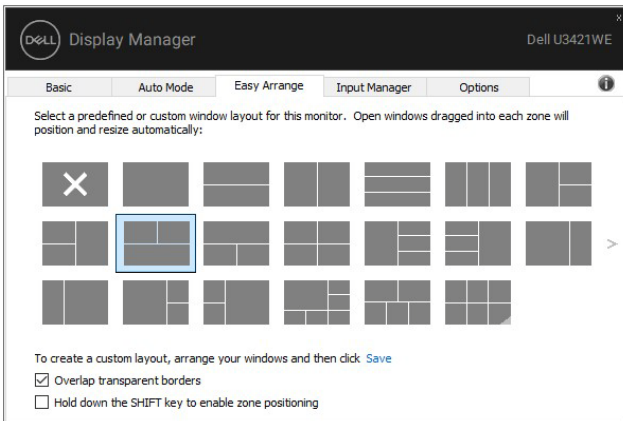 DELL Display Manager
Dell U3421WE
Basic
Auto Mode
Easy Arrange
Input Manager
Options
Select a predefined or custom window layout for this monitor. Open windows dragged into each zone will
position and resize automatically:
To create a custom layout, arrange your windows and then click Save
Overlap transparent borders
Hold down the SHIFT key to enable zone positioning